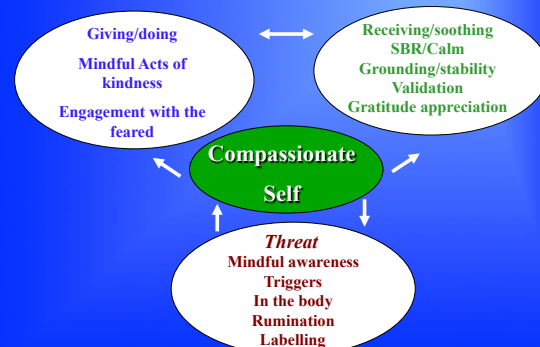 Giving/doing
Mindful Acts of
kindness
Engagement with the
feared
Receiving/soothing
SBR/Calm
Grounding/stability
Validation
Gratitude appreciation
Compassionate
Self
Threat
Mindful awareness
Triggers
In the body
Rumination
Labelling